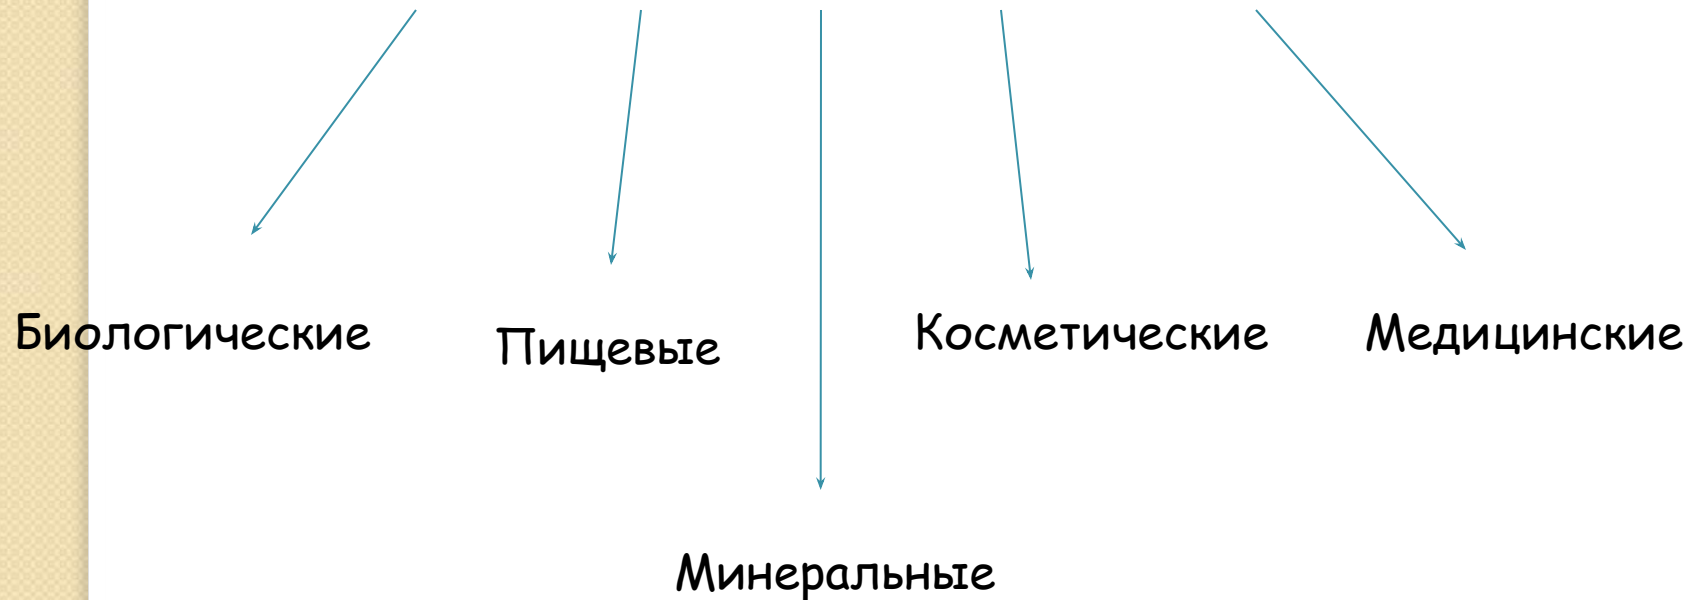 Биологические
Пищевые
Косметические
Медицинские
Минеральные